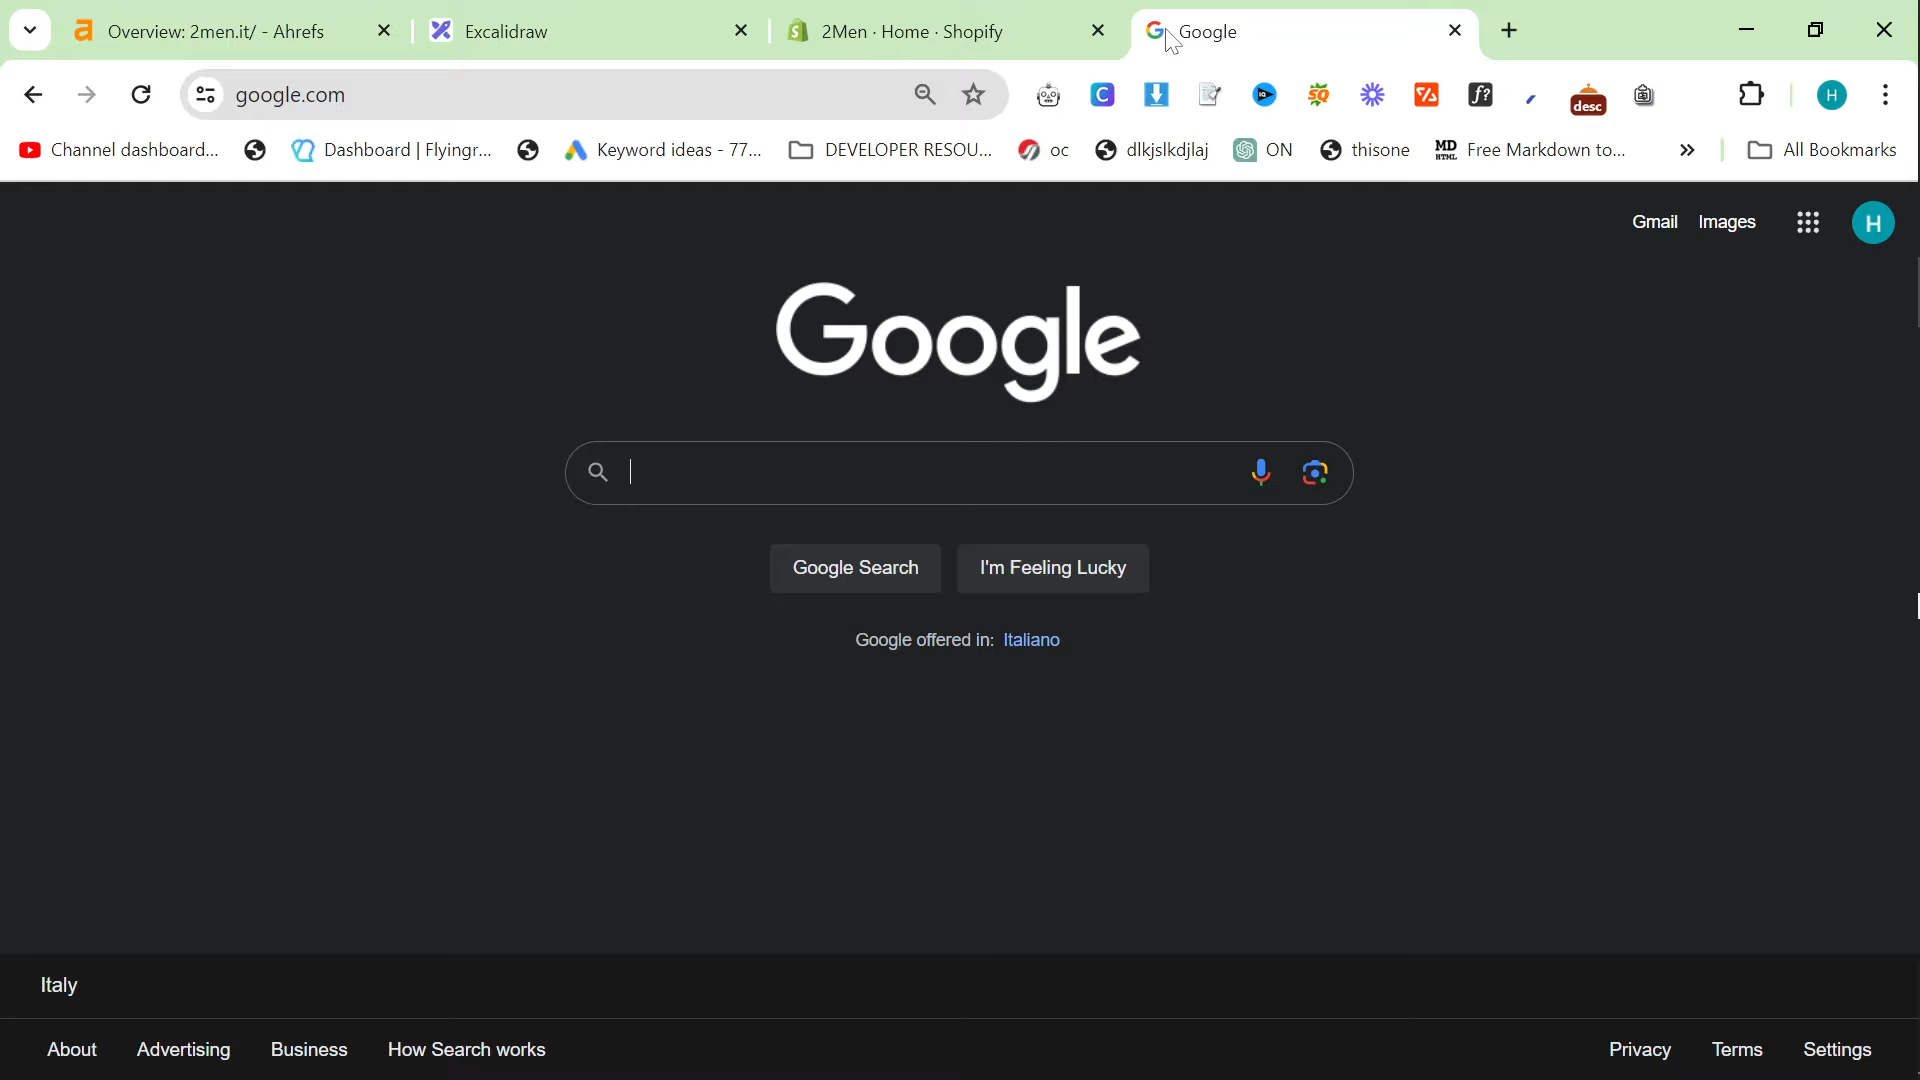 Overview: 2men.it/ - Ahrefs
Excalidraw
2Men · Home · Shopify
Google
google.com
desc
H
Channel dashboard...
Dashboard | Flyingr...
Keyword ideas - 77...
DEVELOPER RESOU...
oc
dlkjslkdjlaj
ON
thisone
Free Markdown to...
All Bookmarks
Gmail
Images
H
Google
Google Search
I'm Feeling Lucky
Google offered in: Italiano
Italy
About
Advertising
Business
How Search works
Privacy
Terms
Settings